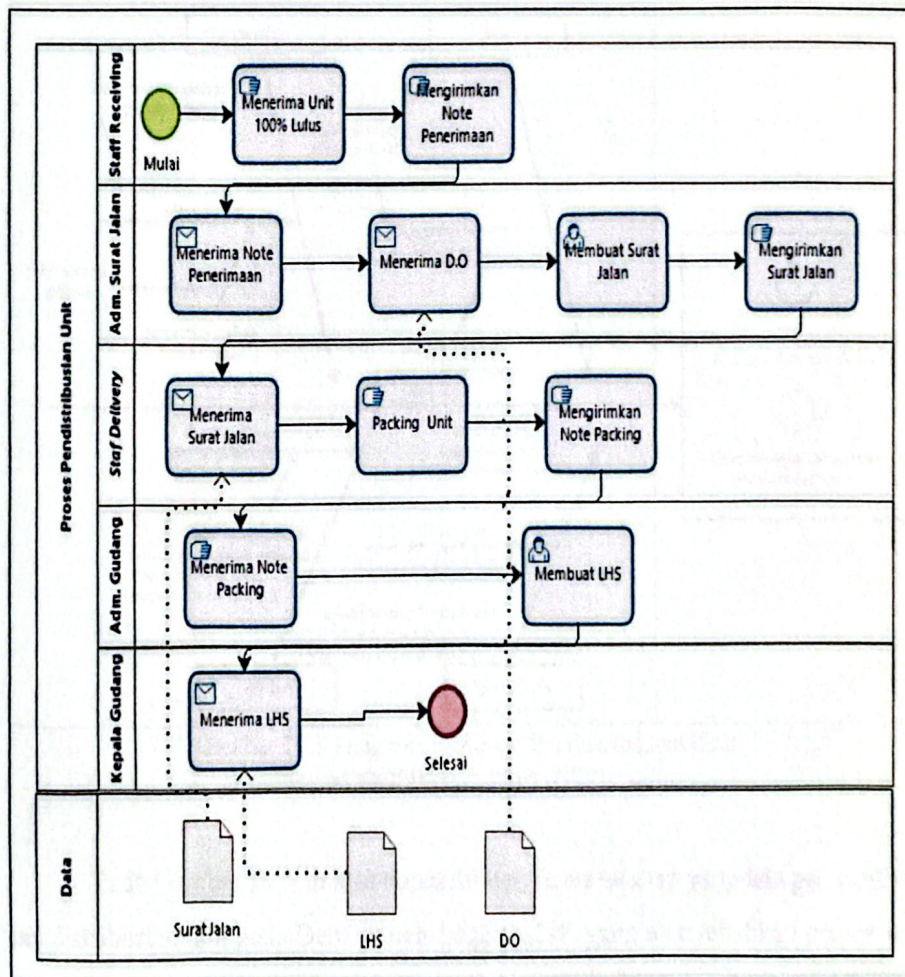 Proses Pendistribusian Unit
Staff Receiving
Mulai
Menerima Unit
100% Lulus
Mengirimkan
Note
Penerimaan
Adm. Surat Jalan
Menerima Note
Penerimaan
Menerima D.O
Membuat Surat
Jalan
Mengirimkan
Surat Jalan
Staf Delivery
Menerima
Surat Jalan
Packing Unit
Mengirimkan
Note Packing
Adm. Gudang
Menerima Note
Packing
Membuat LHS
Kepala Gudang
Menerima LHS
Selesai
Data
Surat Jalan
LHS
DO